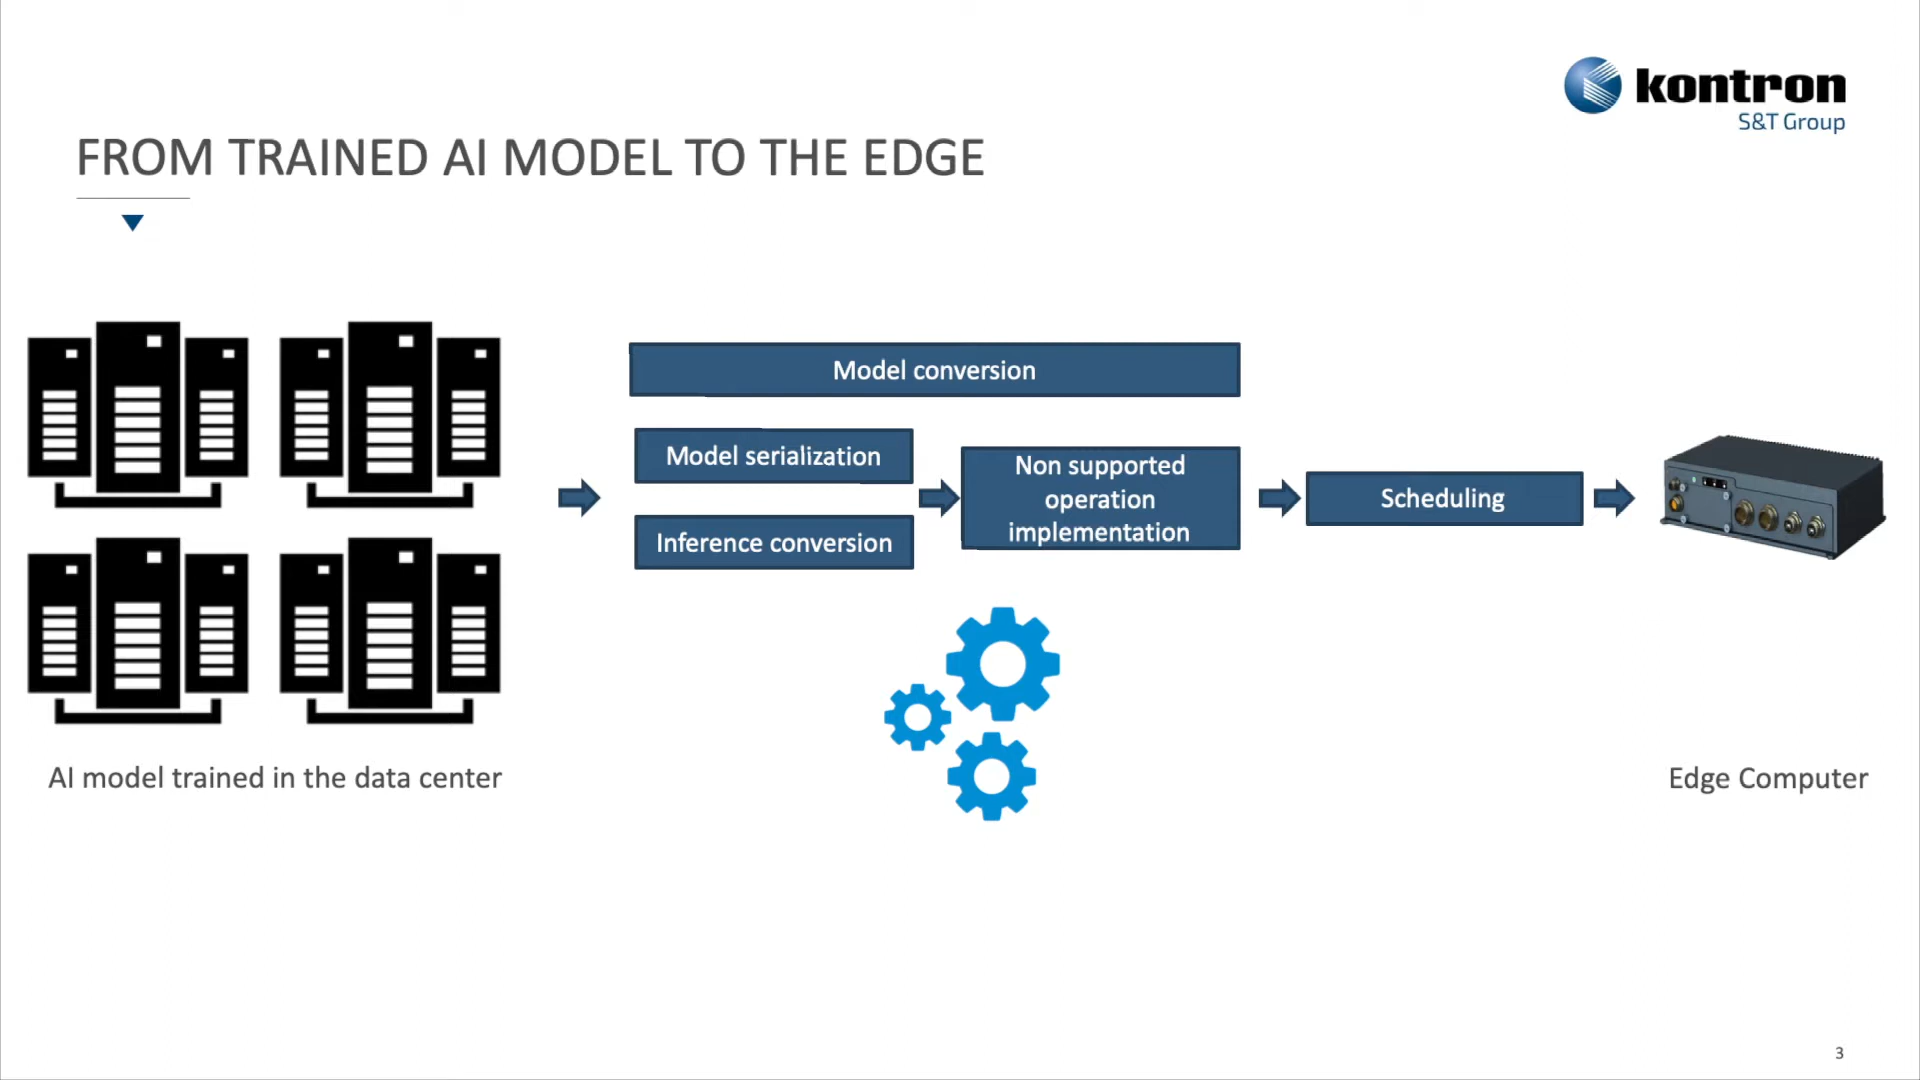 kontron
S&T Group
FROM TRAINED AI MODEL TO THE EDGE
Model conversion
Model serialization
Inference conversion
Non supported
operation
implementation
Scheduling
AI model trained in the data center
Edge Computer
3